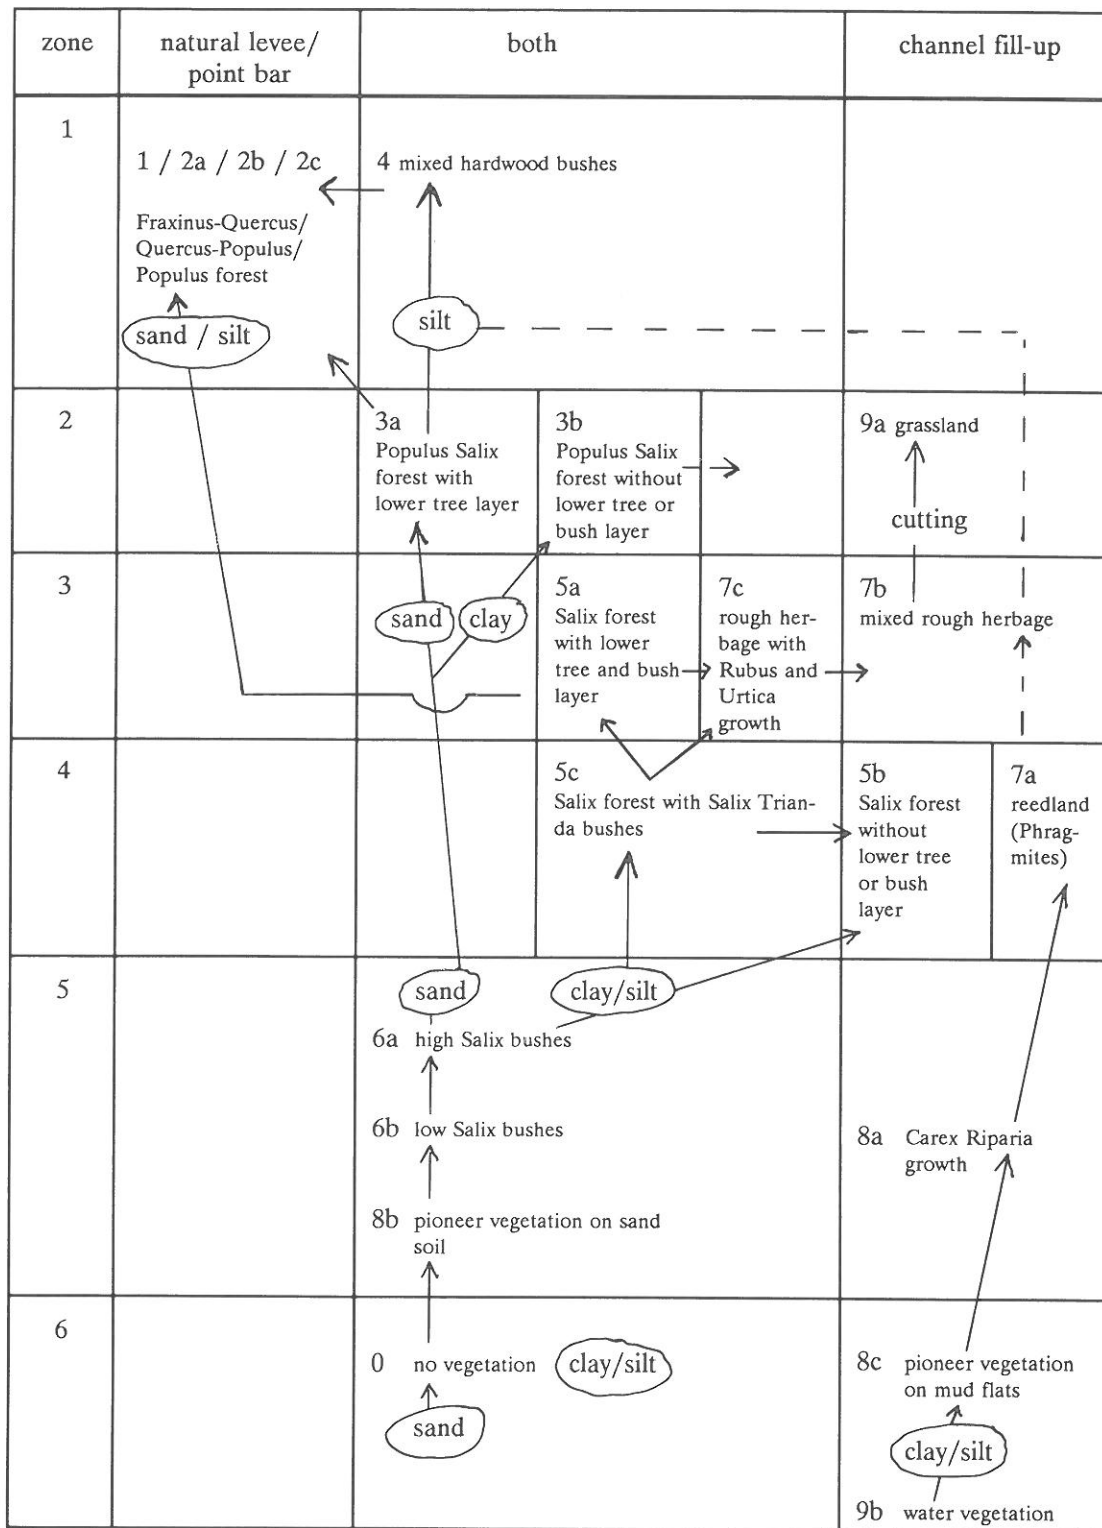 zone
natural levee/
point bar
both
channel fill-up
1
1 / 2a / 2b / 2c
Fraxinus-Quercus/
Quercus-Populus/
Populus forest
sand / silt
4 mixed hardwood bushes
silt
2
3a
Populus Salix
forest with
lower tree layer
3b
Populus Salix
forest without
lower tree or
bush layer
9a grassland
cutting
3
sand
clay
5a
Salix forest
with lower
tree and bush
layer
7c
rough her-
bage with
Rubus and
Urtica
growth
7b
mixed rough herbage
4
5c
Salix forest with Salix Trian-
da bushes
5b
Salix forest
without
lower tree
or bush
layer
7a
reedland
(Phrag-
mites)
5
sand
clay/silt
6a high Salix bushes
6b low Salix bushes
8b pioneer vegetation on sand
soil
8a Carex Riparia
growth
6
0 no vegetation
clay/silt
sand
8c pioneer vegetation
on mud flats
clay/silt
9b water vegetation